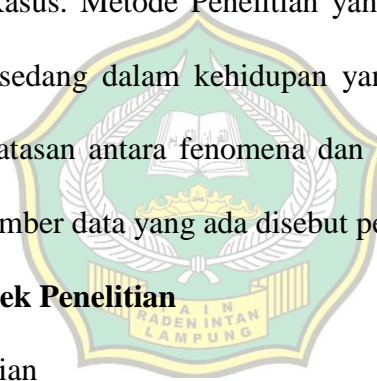 kasus. Metode Penelitian yan
sedang dalam kehidupan yan
atasan antara fenomena dan
mber data yang ada disebut pe
ek Penelitian
I A I N
RADEN INTAN
LAMPUNG
ian